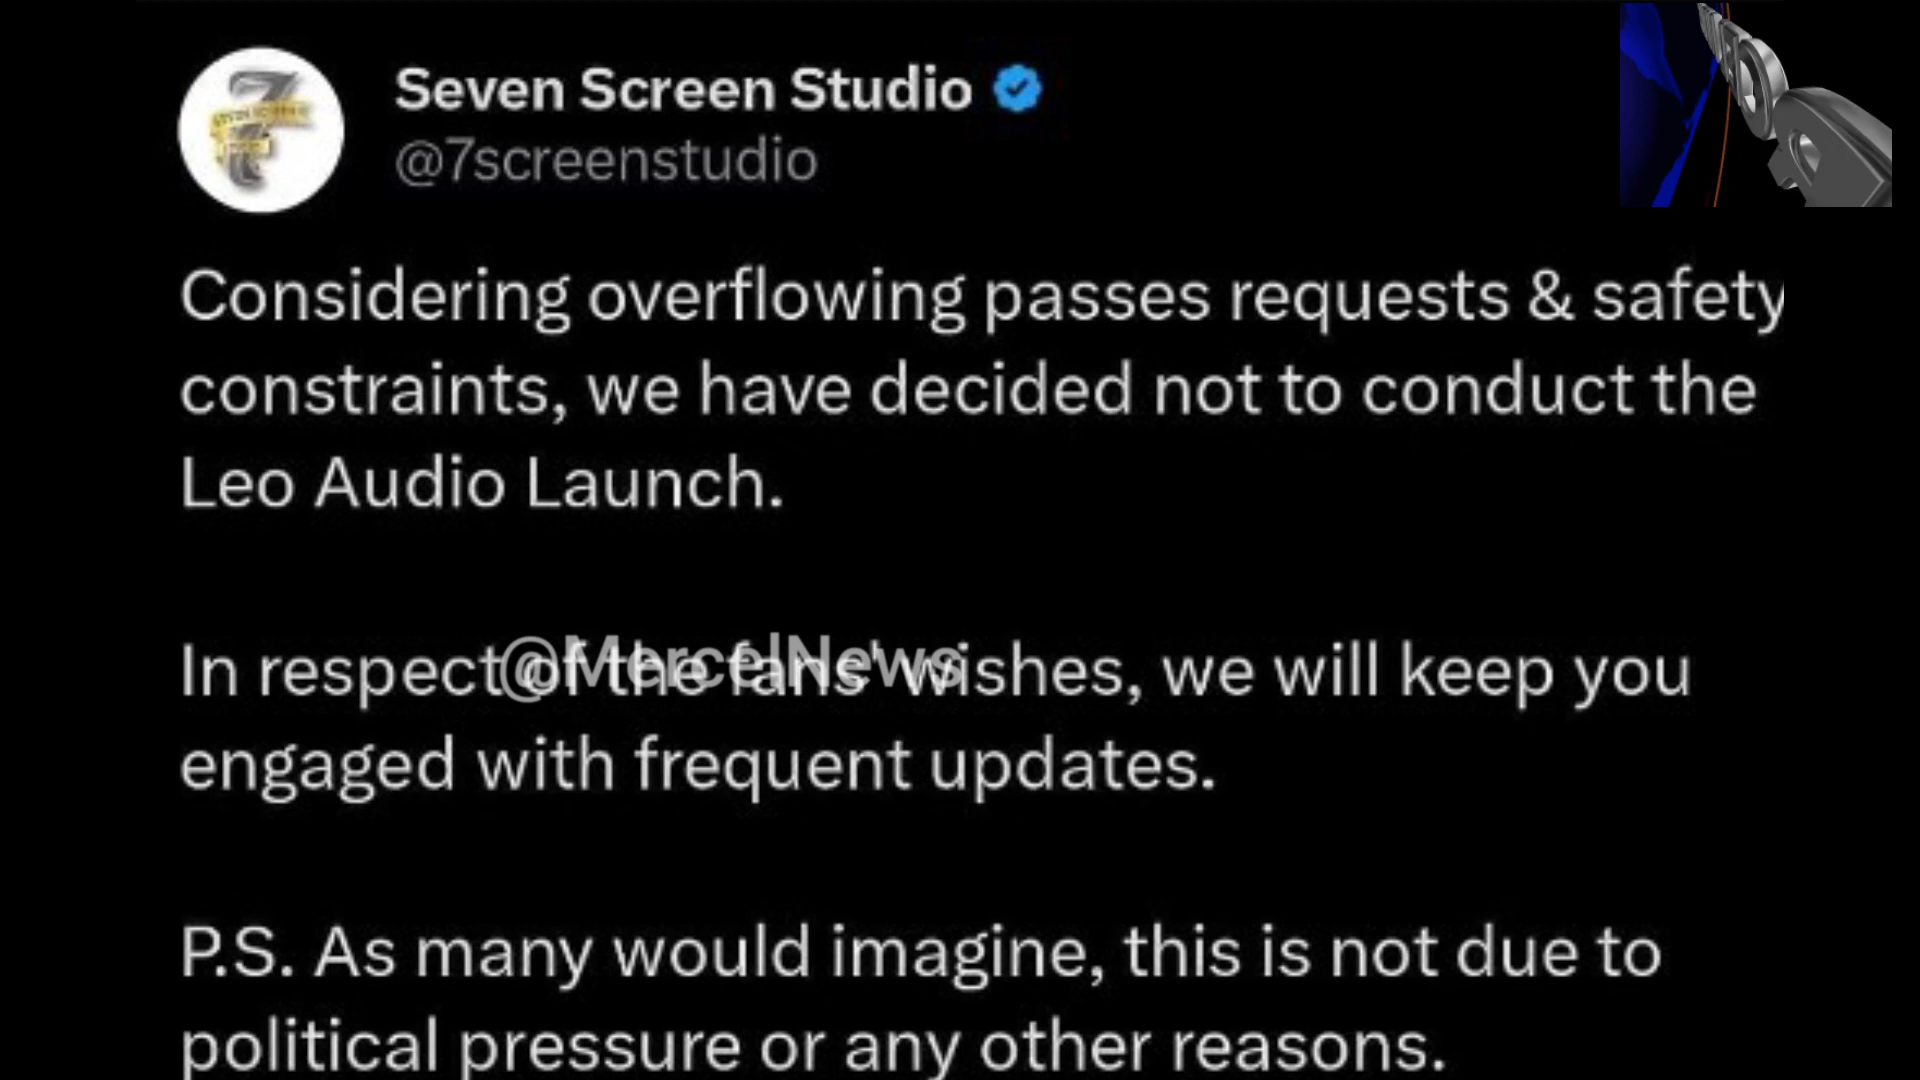 Seven Screen Studio
@7screenstudio
Considering overflowing passes requests & safety
constraints, we have decided not to conduct the
Leo Audio Launch.
In respect of the fans' wishes, we will keep you
@MercelNews
engaged with frequent updates.
P.S. As many would imagine, this is not due to
political pressure or any other reasons.